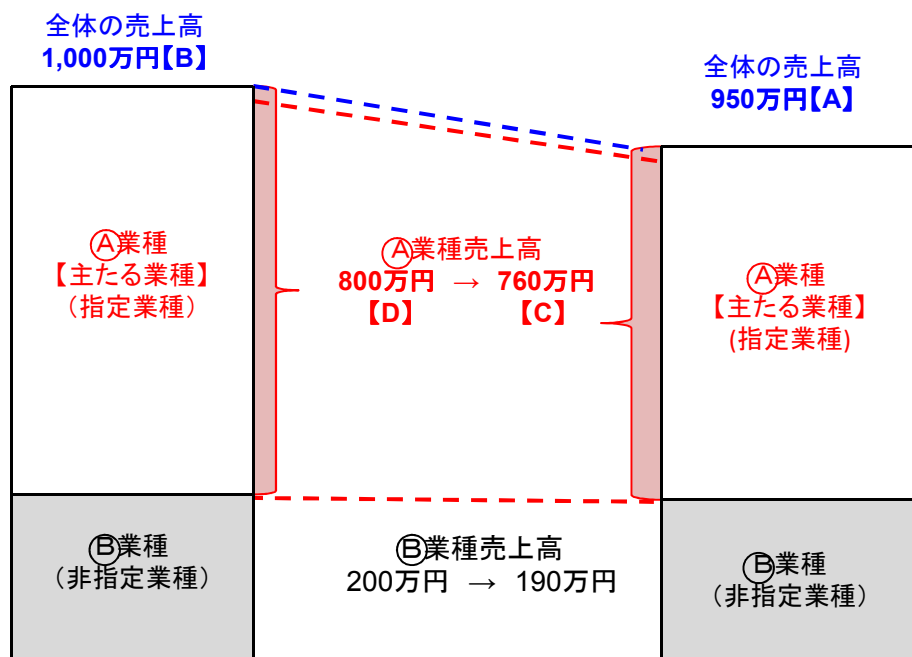 全体の売上高
1,000万円【B】
全体の売上高
950万円【A】
Ⓐ業種
【主たる業種】
(指定業種)
Ⓐ業種売上高
800万円 → 760万円
【D】 【C】
Ⓐ業種
【主たる業種】
(指定業種)
Ⓑ業種
(非指定業種)
Ⓑ業種売上高
200万円 → 190万円
Ⓑ業種
(非指定業種)